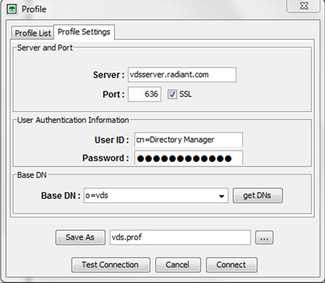 Profile
Profile List Profile Settings
Server and Port
Server : vdsserver.radiant.com
Port : 636 SSL
User Authentication Information
User ID : cn=Directory Manager
Password : ●●●●●●●●●●●●
Base DN
Base DN : o=vds get DNs
Save As vds.prof ...
Test Connection Cancel Connect